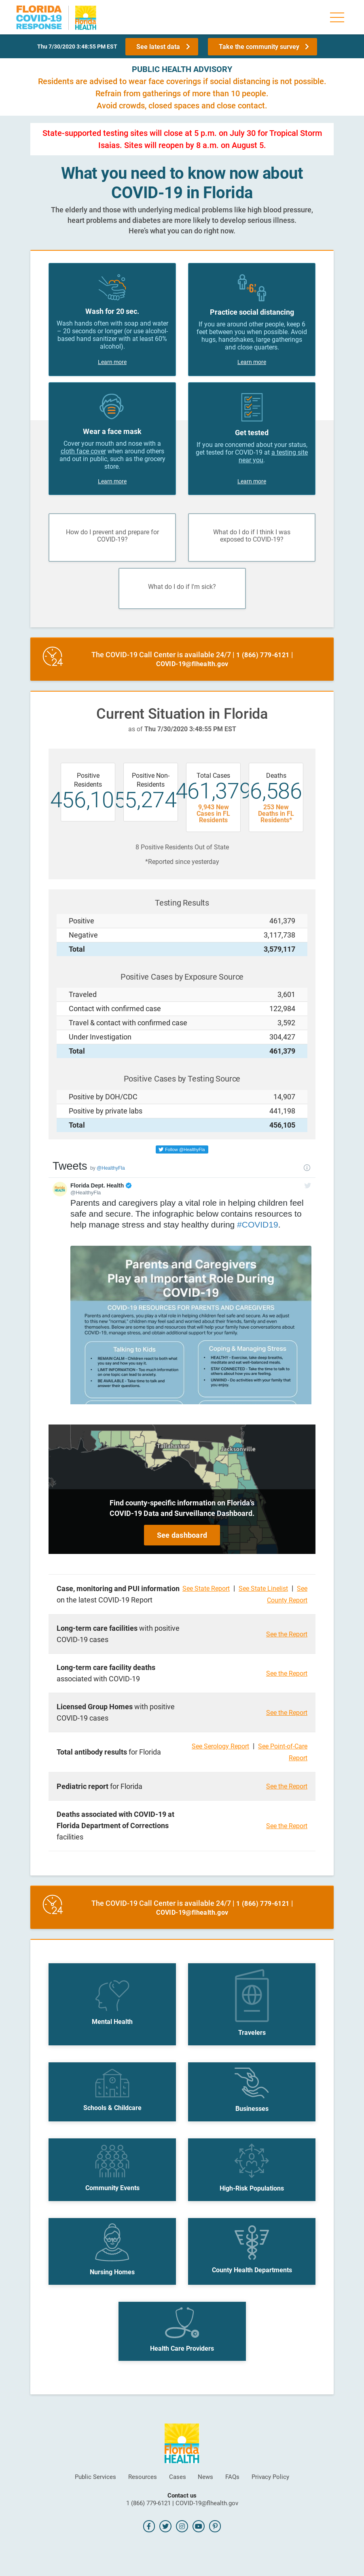 FLORIDA
COVID-19
RESPONSE
Florida
HEALTH
Thu 7/30/2020 3:48:55 PM EST
See latest data
Take the community survey
PUBLIC HEALTH ADVISORY
Residents are advised to wear face coverings if social distancing is not possible.
Refrain from gatherings of more than 10 people.
Avoid crowds, closed spaces and close contact.
State-supported testing sites will close at 5 p.m. on July 30 for Tropical Storm
Isaias. Sites will reopen by 8 a.m. on August 5.
What you need to know now about
COVID-19 in Florida
The elderly and those with underlying medical problems like high blood pressure,
heart problems and diabetes are more likely to develop serious illness.
Here's what you can do right now.
Wash for 20 sec.
Wash hands often with soap and water
– 20 seconds or longer (or use alcohol-
based hand sanitizer with at least 60%
alcohol).
Learn more
6'
Practice social distancing
If you are around other people, keep 6
feet between you when possible. Avoid
hugs, handshakes, large gatherings
and close quarters.
Learn more
Wear a face mask
Cover your mouth and nose with a
cloth face cover when around others
and out in public, such as the grocery
store.
Learn more
Get tested
If you are concerned about your status,
get tested for COVID-19 at a testing site
near you.
Learn more
How do I prevent and prepare for
COVID-19?
What do I do if I think I was
exposed to COVID-19?
What do I do if I'm sick?
24
The COVID-19 Call Center is available 24/7 | 1 (866) 779-6121 |
COVID-19@flhealth.gov
Current Situation in Florida
as of Thu 7/30/2020 3:48:55 PM EST
Positive
Residents
456,105
Positive Non-
Residents
5,274
Total Cases
461,379
9,943 New
Cases in FL
Residents
Deaths
6,586
253 New
Deaths in FL
Residents*
8 Positive Residents Out of State
*Reported since yesterday
Testing Results
Positive 461,379
Negative 3,117,738
Total 3,579,117
Positive Cases by Exposure Source
Traveled 3,601
Contact with confirmed case 122,984
Travel & contact with confirmed case 3,592
Under Investigation 304,427
Total 461,379
Positive Cases by Testing Source
Positive by DOH/CDC 14,907
Positive by private labs 441,198
Total 456,105
Follow @HealthyFla
Tweets by @HealthyFla
Florida Dept. Health
@HealthyFla
Parents and caregivers play a vital role in helping children feel
safe and secure. The infographic below contains resources to
help manage stress and stay healthy during #COVID19.
Parents and Caregivers
Play an Important Role During
COVID-19
COVID-19 RESOURCES FOR PARENTS AND CAREGIVERS
Talking to Kids
Coping & Managing Stress
Tallahassee
Jacksonville
Find county-specific information on Florida's
COVID-19 Data and Surveillance Dashboard.
See dashboard
Case, monitoring and PUI information
on the latest COVID-19 Report
See State Report | See State Linelist | See
County Report
Long-term care facilities with positive
COVID-19 cases
See the Report
Long-term care facility deaths
associated with COVID-19
See the Report
Licensed Group Homes with positive
COVID-19 cases
See the Report
Total antibody results for Florida
See Serology Report | See Point-of-Care
Report
Pediatric report for Florida
See the Report
Deaths associated with COVID-19 at
Florida Department of Corrections
facilities
See the Report
24
The COVID-19 Call Center is available 24/7 | 1 (866) 779-6121 |
COVID-19@flhealth.gov
Mental Health
Travelers
Schools & Childcare
Businesses
Community Events
High-Risk Populations
Nursing Homes
County Health Departments
Health Care Providers
Florida
HEALTH
Public Services
Resources
Cases
News
FAQs
Privacy Policy
Contact us
1 (866) 779-6121 | COVID-19@flhealth.gov